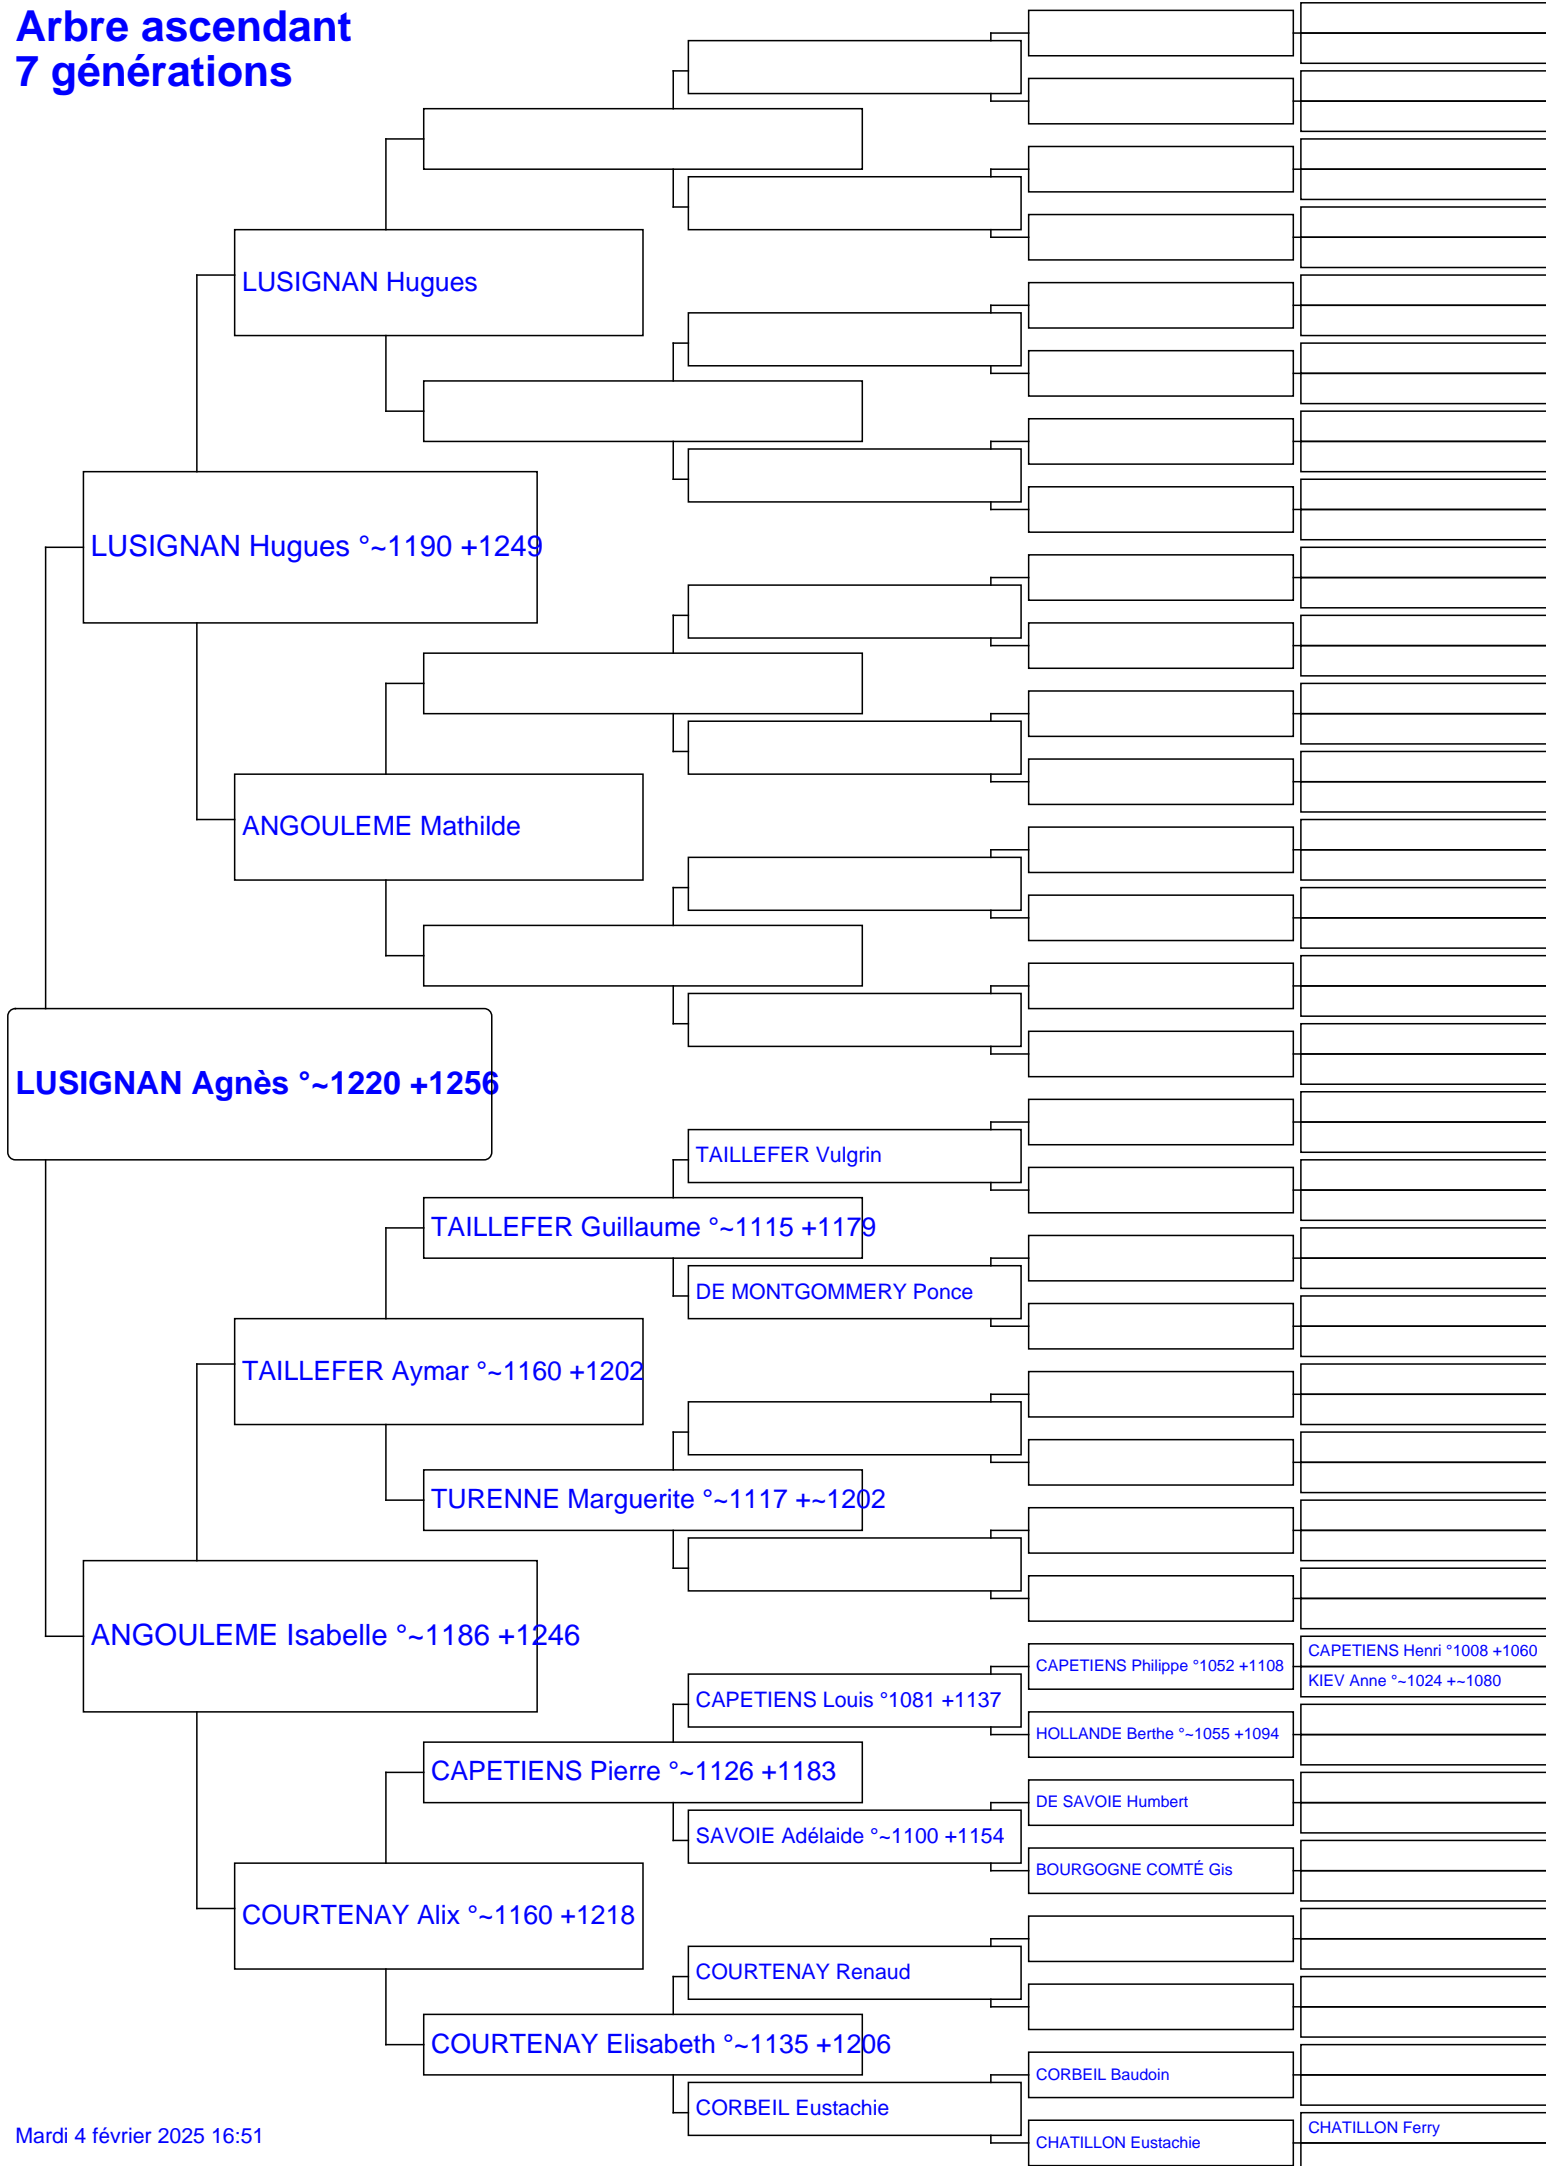 Arbre ascendant
7 générations
LUSIGNAN Hugues
LUSIGNAN Hugues °~1190 +1249
ANGOULEME Mathilde
LUSIGNAN Agnès °~1220 +1256
TAILLEFER Vulgrin
TAILLEFER Guillaume °~1115 +1179
DE MONTGOMMERY Ponce
TAILLEFER Aymar °~1160 +1202
TURENNE Marguerite °~1117 +~1202
ANGOULEME Isabelle °~1186 +1246
CAPETIENS Henri °1008 +1060
CAPETIENS Philippe °1052 +1108
KIEV Anne °~1024 +~1080
CAPETIENS Louis °1081 +1137
HOLLANDE Berthe °~1055 +1094
CAPETIENS Pierre °~1126 +1183
DE SAVOIE Humbert
SAVOIE Adélaide °~1100 +1154
BOURGOGNE COMTÉ Gis
COURTENAY Alix °~1160 +1218
COURTENAY Renaud
COURTENAY Elisabeth °~1135 +1206
CORBEIL Baudoin
CORBEIL Eustachie
CHATILLON Ferry
CHATILLON Eustachie
Mardi 4 février 2025 16:51